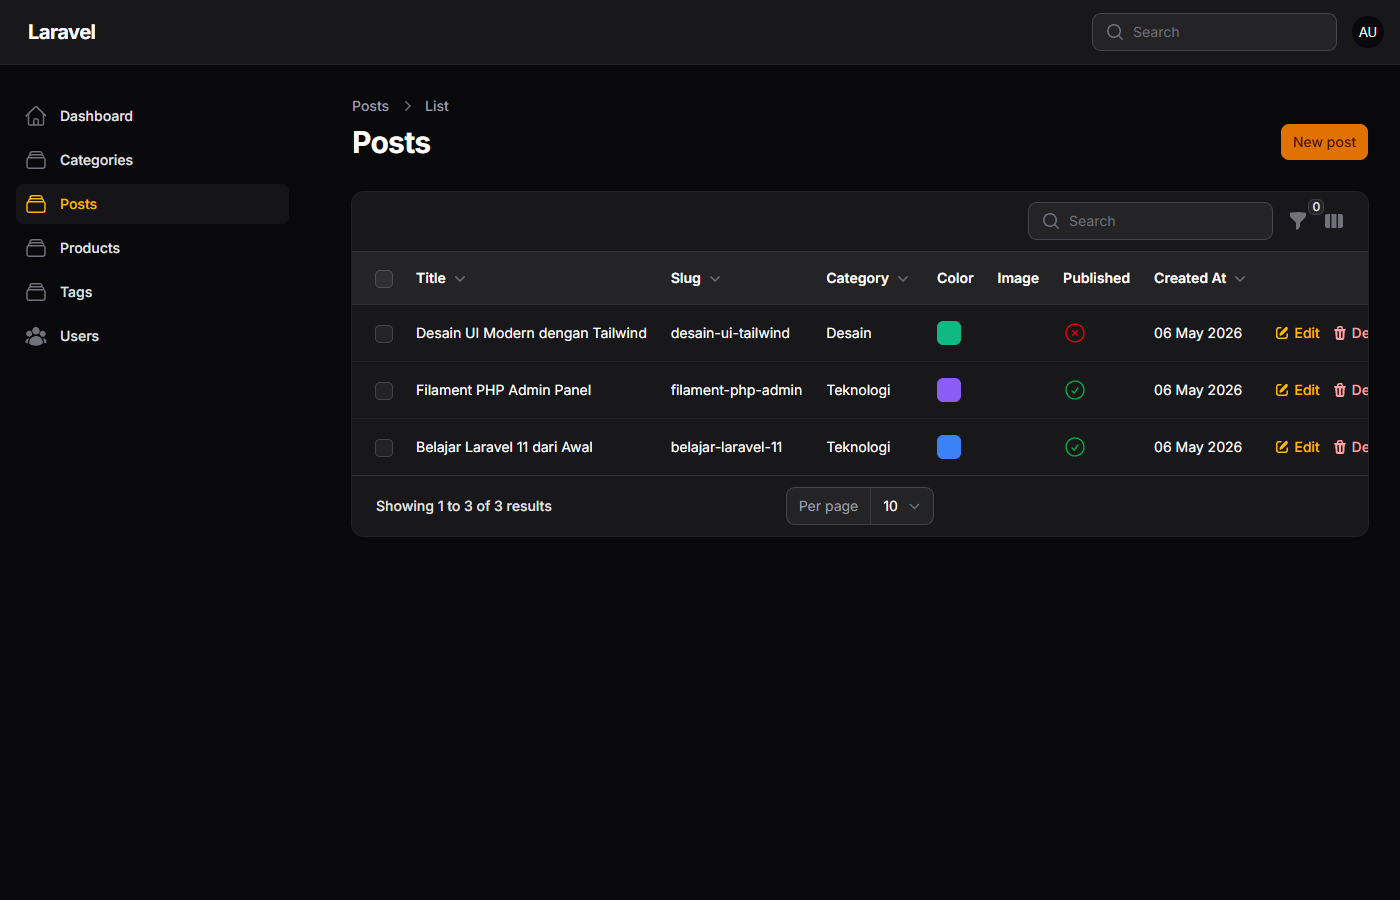 Laravel
Search
AU
Dashboard
Categories
Posts
Products
Tags
Users
Posts > List
Posts
New post
Search
0
Title Slug Category Color Image Published Created At
Desain UI Modern dengan Tailwind desain-ui-tailwind Desain 06 May 2026 Edit De
Filament PHP Admin Panel filament-php-admin Teknologi 06 May 2026 Edit De
Belajar Laravel 11 dari Awal belajar-laravel-11 Teknologi 06 May 2026 Edit De
Showing 1 to 3 of 3 results
Per page 10